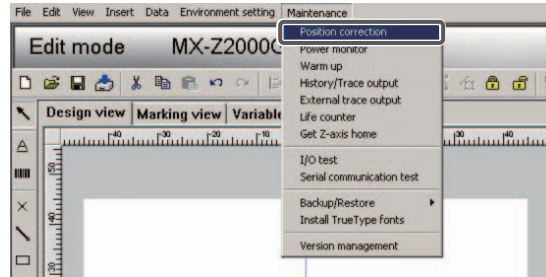 File Edit View Insert Data Environment setting Maintenance
Edit mode MX-Z2000
Position correction
Power monitor
Warm up
History/Trace output
External trace output
Life counter
Get Z-axis home
I/O test
Serial communication test
Backup/Restore
Install TrueType fonts
Version management
Design view Marking view Variable
-40 -30 -20 -10 30 40
50
40
30
A